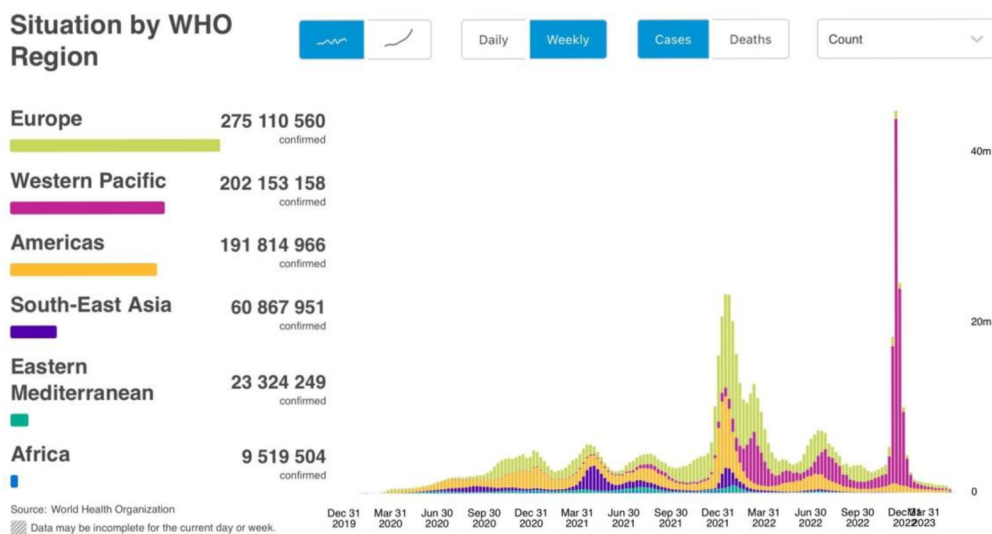 Situation by WHO
Region
Daily
Weekly
Cases
Deaths
Count
Europe
275 110 560
confirmed
Western Pacific
202 153 158
confirmed
Americas
191 814 966
confirmed
South-East Asia
60 867 951
confirmed
Eastern
Mediterranean
23 324 249
confirmed
Africa
9 519 504
confirmed
Source: World Health Organization
Data may be incomplete for the current day or week.
40m
20m
0
Dec 31 Mar 31 Jun 30 Sep 30 Dec 31 Mar 31 Jun 30 Sep 30 Dec 31 Mar 31 Jun 30 Sep 30 Dec 31 Mar 31
2019 2020 2020 2020 2020 2021 2021 2021 2021 2022 2022 2022 2022 2023